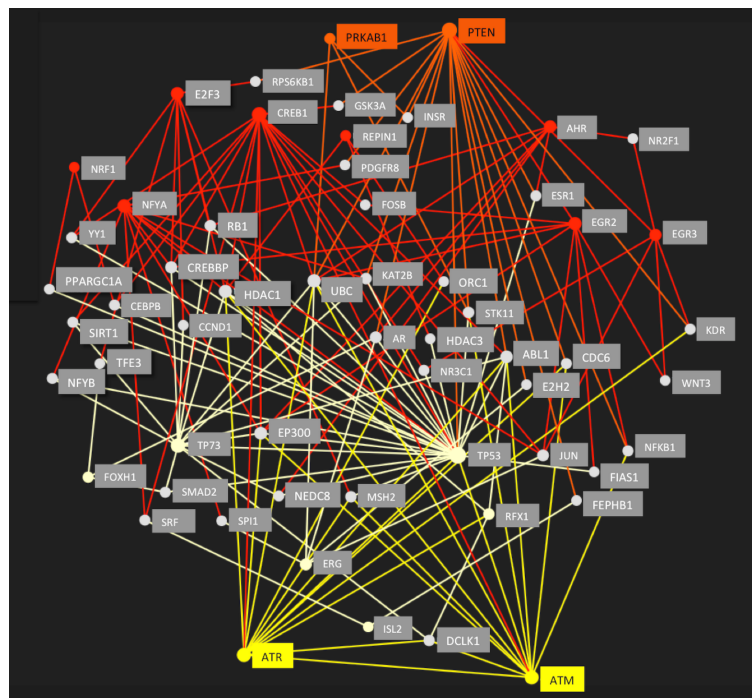 PRKAB1
PTEN
E2F3
RPS6KB1
GSK3A
CREB1
INSR
REPIN1
AHR
NR2F1
PDGFR8
NRF1
NFYA
FOSB
ESR1
RB1
EGR2
EGR3
YY1
CREBBP
KAT2B
PPARGC1A
HDAC1
UBC
ORC1
CEBPB
STK11
SIRT1
CCND1
AR
HDAC3
ABL1
CDC6
KDR
TFE3
NR3C1
NFYB
E2H2
WNT3
TP73
EP300
TP53
JUN
NFKB1
FOXH1
FIAS1
SMAD2
NEDC8
MSH2
FEPHB1
SRF
SPI1
RFX1
ERG
ISL2
DCLK1
ATR
ATM